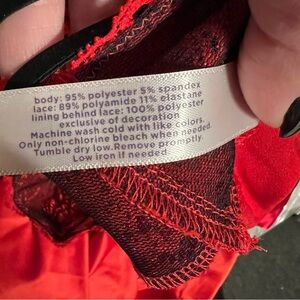 body: 95% polyester 5% spandex
lace: 89% polyamide 11% elastane
lining behind lace: 100% polyester
exclusive of decoration
Machine wash cold with like colors.
Only non-chlorine bleach when needed.
Tumble dry low. Remove promptly.
Low iron if needed